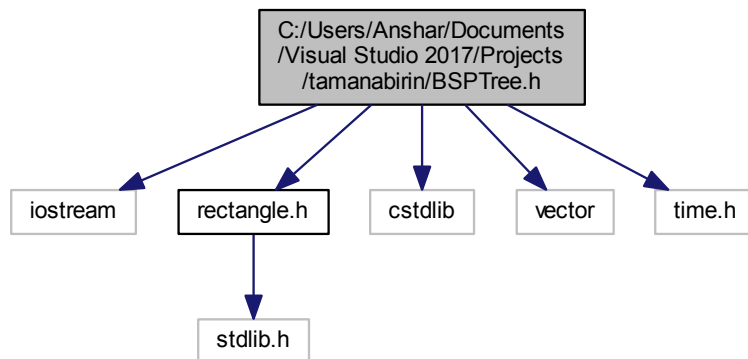 C:/Users/Anshar/Documents
/Visual Studio 2017/Projects
/tamanabirin/BSPTree.h
iostream
rectangle.h
cstdlib
vector
time.h
stdlib.h